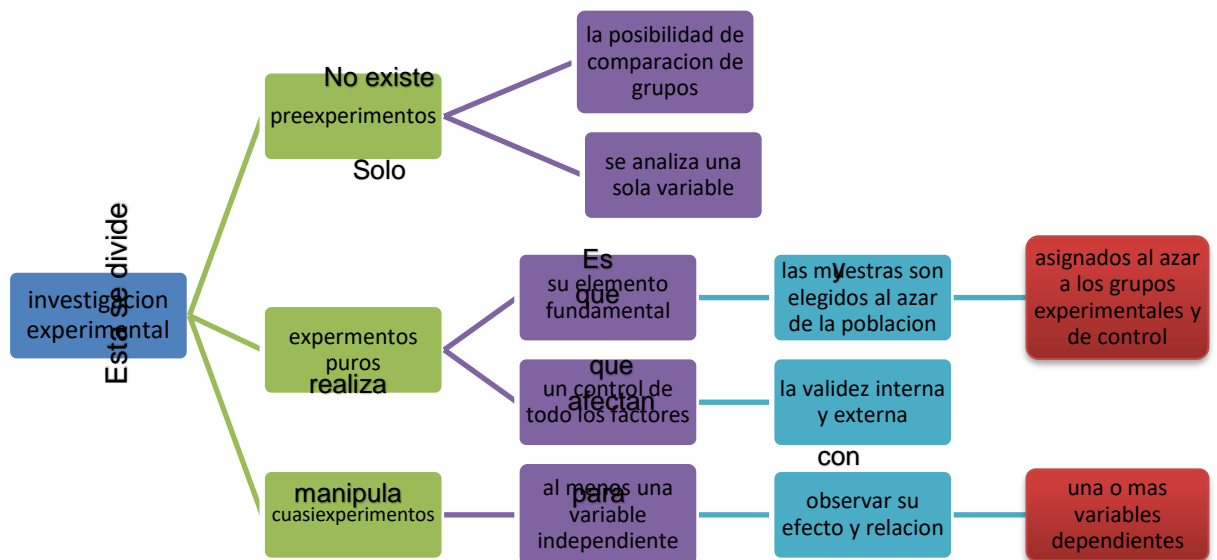 Esta se divide
investigacion
experimental
No existe
preexperimentos
Solo
la posibilidad de
comparacion de
grupos
se analiza una
sola variable
expermentos
puros
realiza
Es
su elemento
que
fundamental
las muestras son
y
elegidos al azar
de la poblacion
asignados al azar
a los grupos
experimentales y
de control
que
un control de
afectan
todo los factores
la validez interna
y externa
manipula
cuasiexperimentos
al menos una
para
variable
independiente
con
observar su
efecto y relacion
una o mas
variables
dependientes